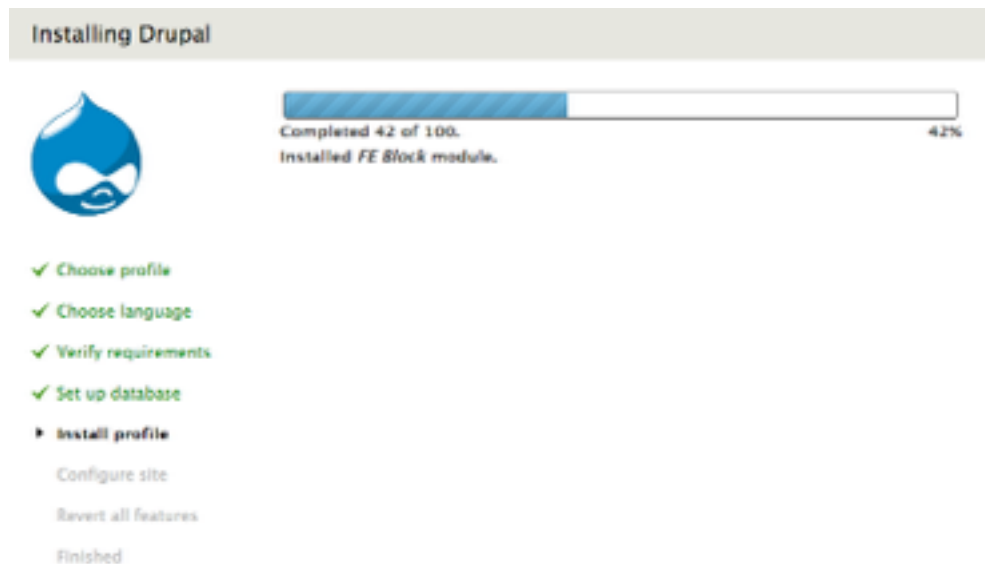 Installing Drupal
Completed 42 of 100. 42%
Installed FE Block module.
Choose profile
Choose language
Verify requirements
Set up database
Install profile
Configure site
Revert all features
Finished